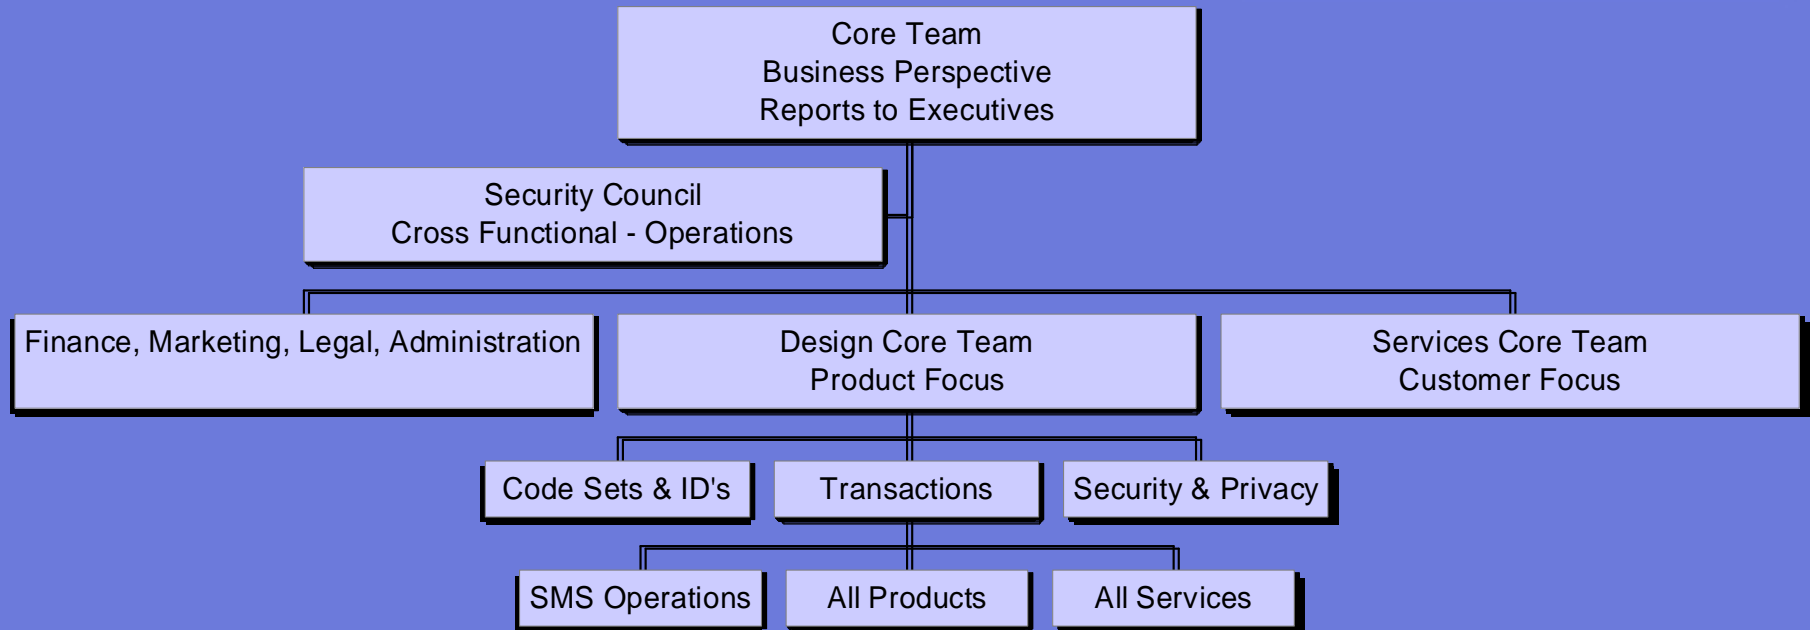 Core Team
Business Perspective
Reports to Executives
Security Council
Cross Functional - Operations
Finance, Marketing, Legal, Administration
Design Core Team
Product Focus
Services Core Team
Customer Focus
Code Sets & ID's
Transactions
Security & Privacy
SMS Operations
All Products
All Services